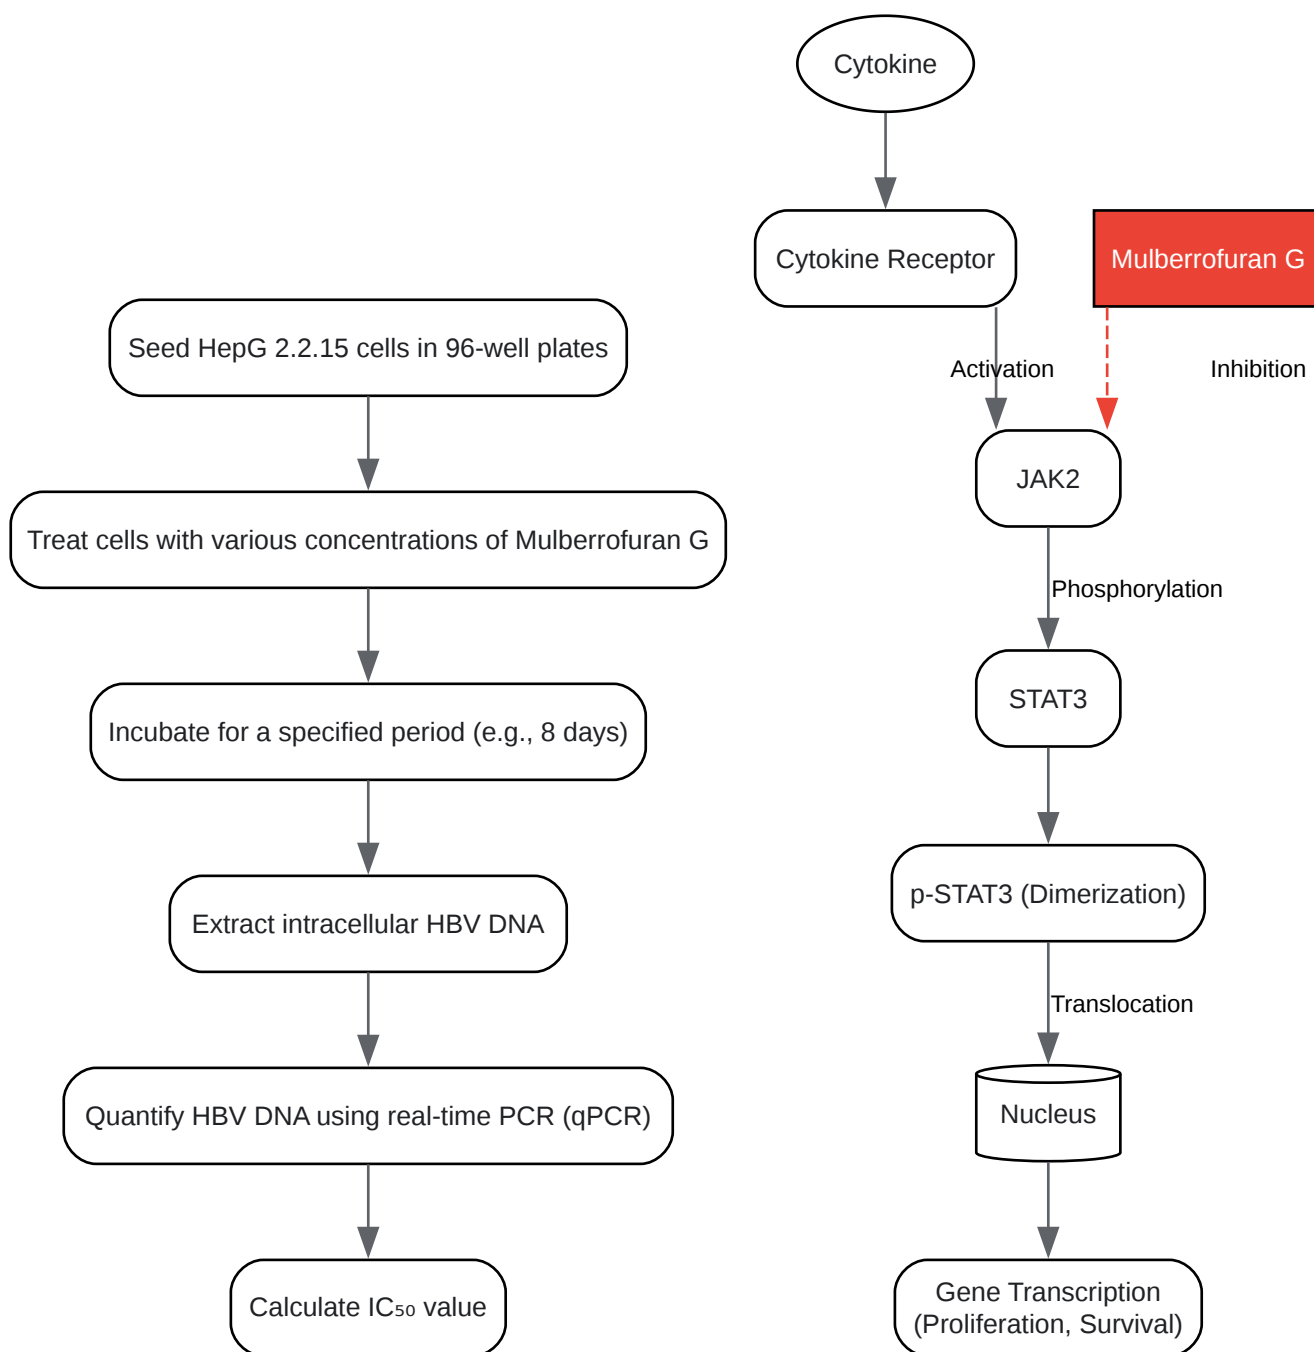 Seed HepG 2.2.15 cells in 96-well plates
Treat cells with various concentrations of Mulberrofuran G
Incubate for a specified period (e.g., 8 days)
Extract intracellular HBV DNA
Quantify HBV DNA using real-time PCR (qPCR)
Calculate IC₅₀ value
Cytokine
Cytokine Receptor
Mulberrofuran G
Activation
Inhibition
JAK2
Phosphorylation
STAT3
p-STAT3 (Dimerization)
Translocation
Nucleus
Gene Transcription
(Proliferation, Survival)